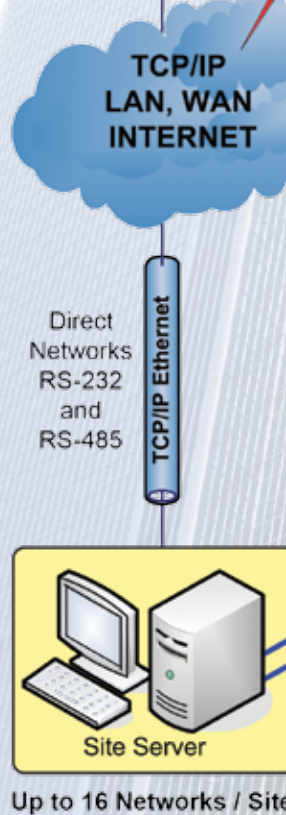 TCP/IP
LAN, WAN
INTERNET
Direct
Networks
RS-232
and
RS-485
TCP/IP Ethernet
Site Server
Up to 16 Networks / Site